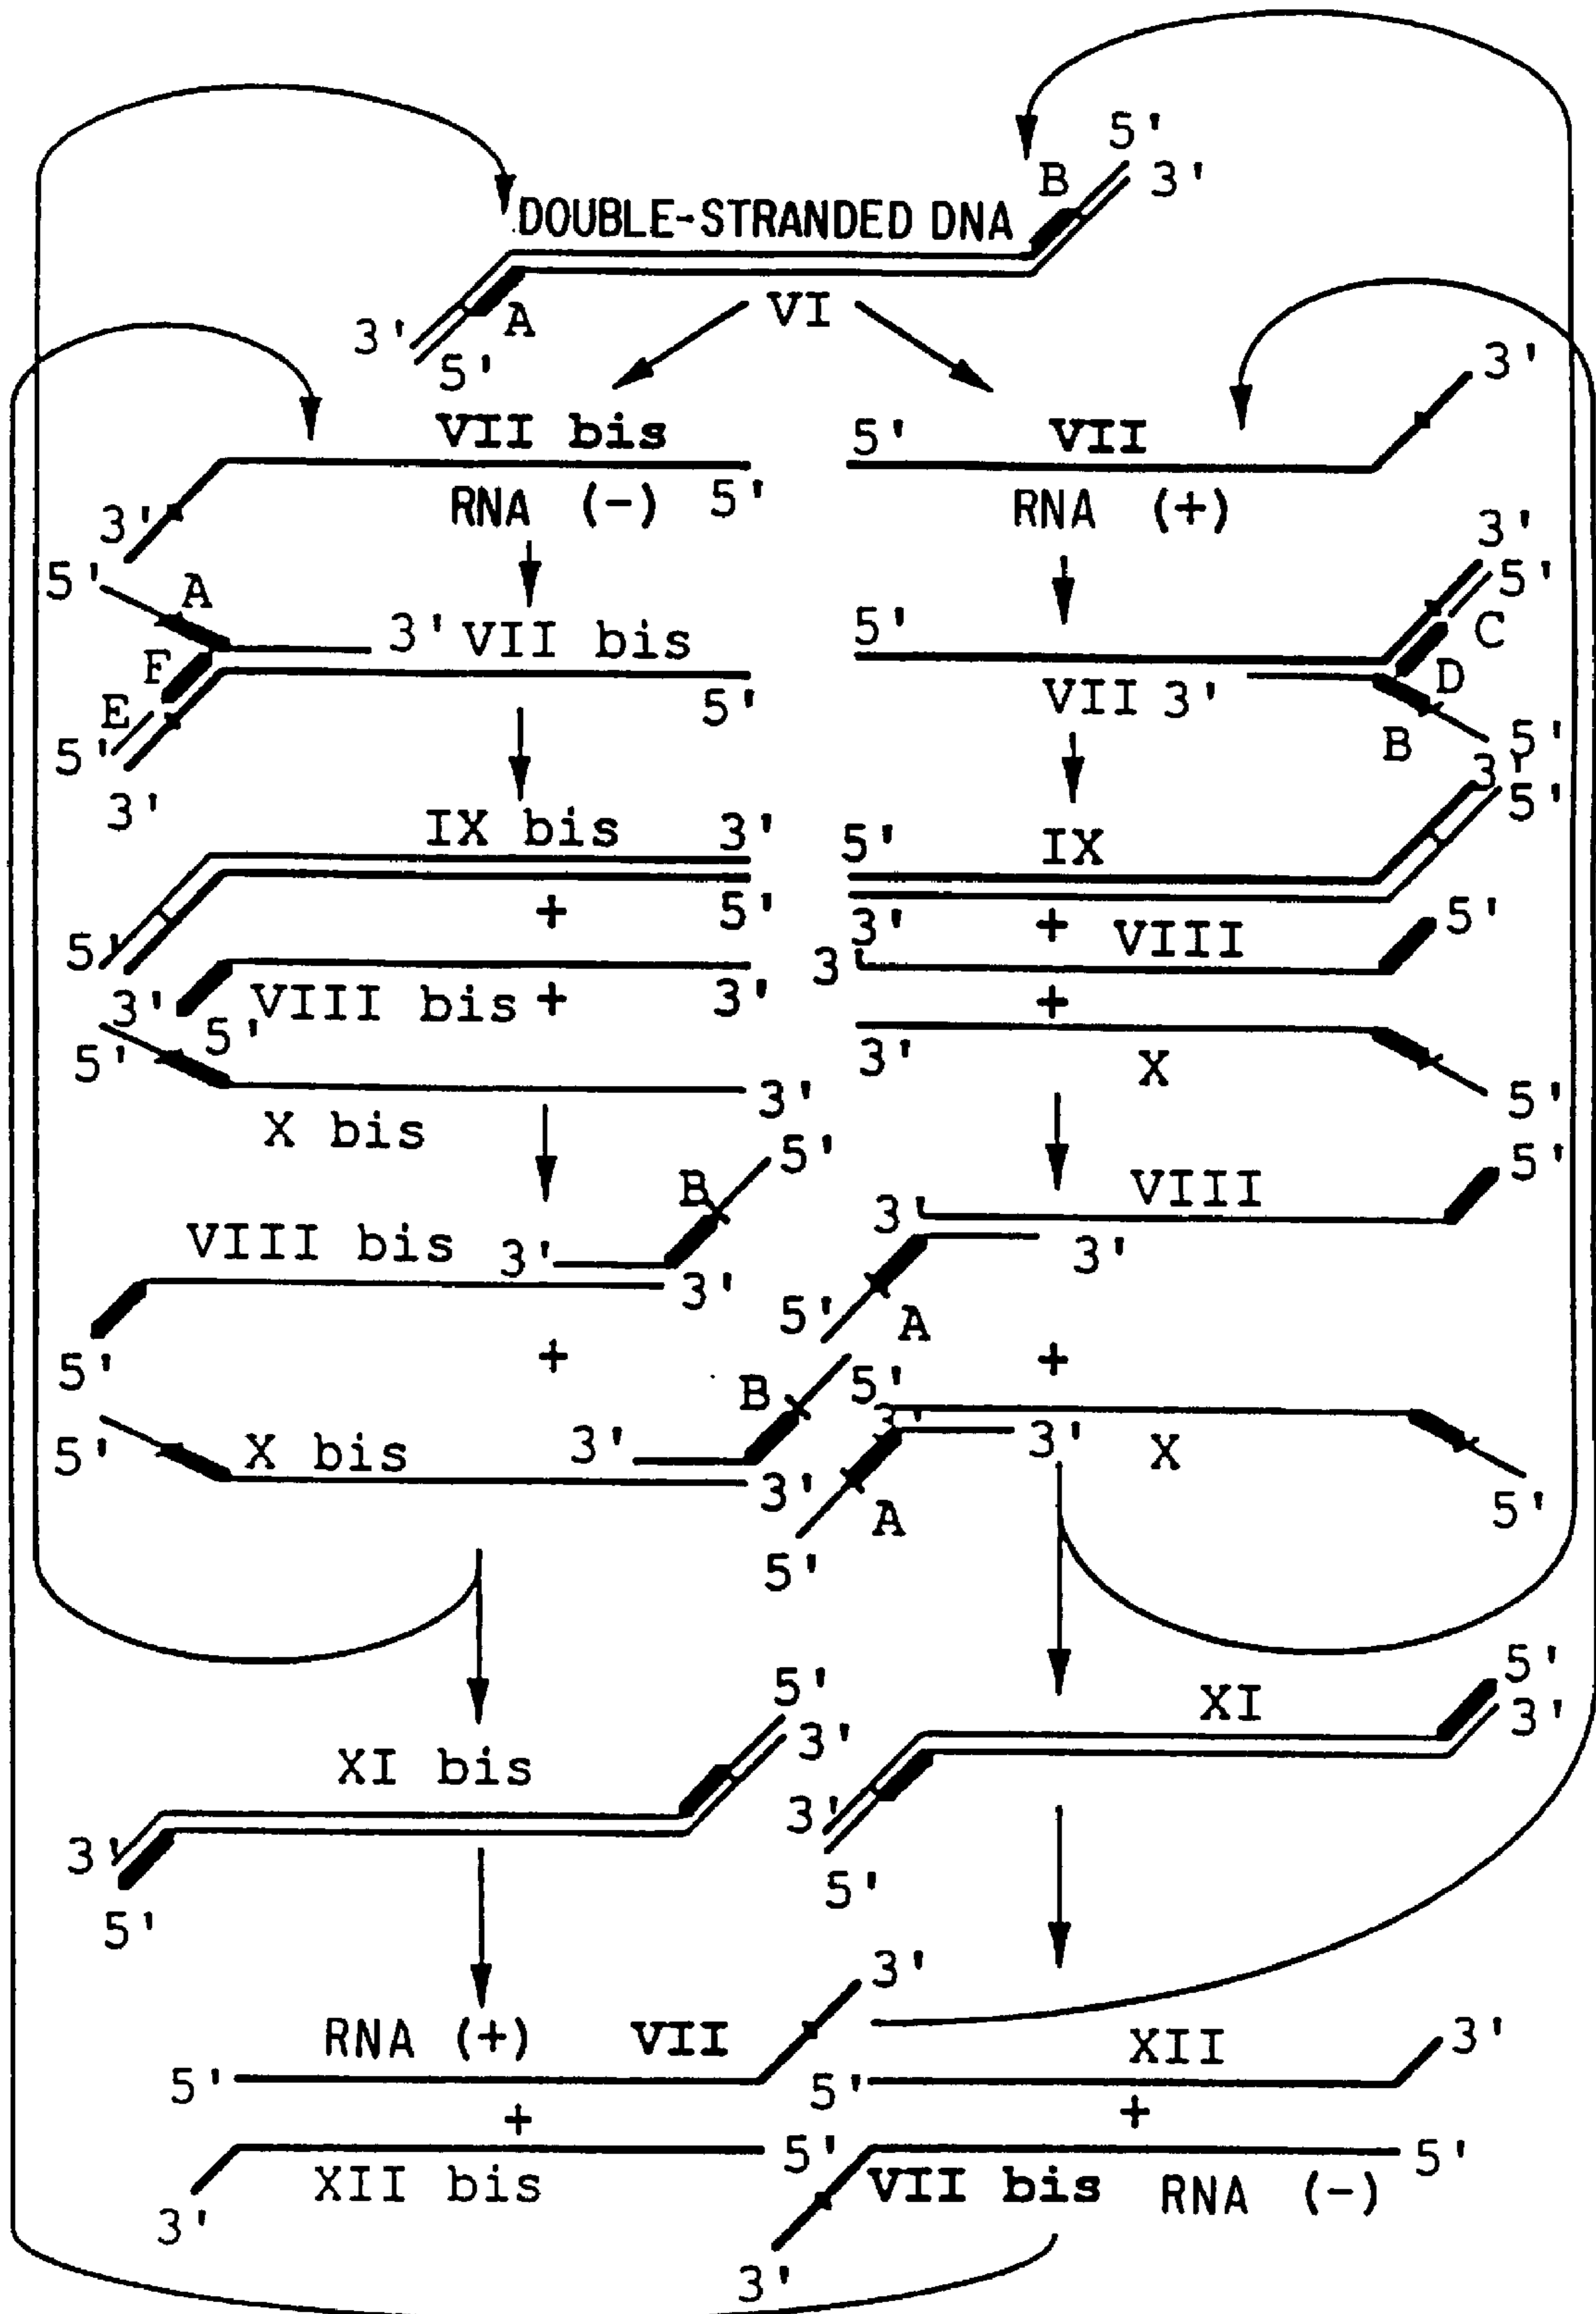 5'
B 3'
DOUBLE-STRANDED DNA
VI
A
3'
5'
3'
VII bis 5' VII
RNA (-) 5' RNA (+)
3'
3'
5' A 5'
3' VII bis 5' C
F D
E 5' VII 3'
5' B 5'
3' 3'
5'
IX bis 3' 5' IX
+ 5' 3' + VIII 5'
5' 3
3' VIII bis + 3' +
5' 5' 3' X
3' 5'
X bis
5' 5'
B VIII
3'
VIII bis 3' 3' 3'
5' A
5' + +
B 5'
3'
5' X bis 3' 3' X
3' A 5'
5'
5' 5'
3' XI 3'
XI bis
3' 3'
5' 5'
3'
RNA (+) VII XII 3'
5' 5'
+ +
XII bis 5' VII bis RNA (-) 5'
3'
3'